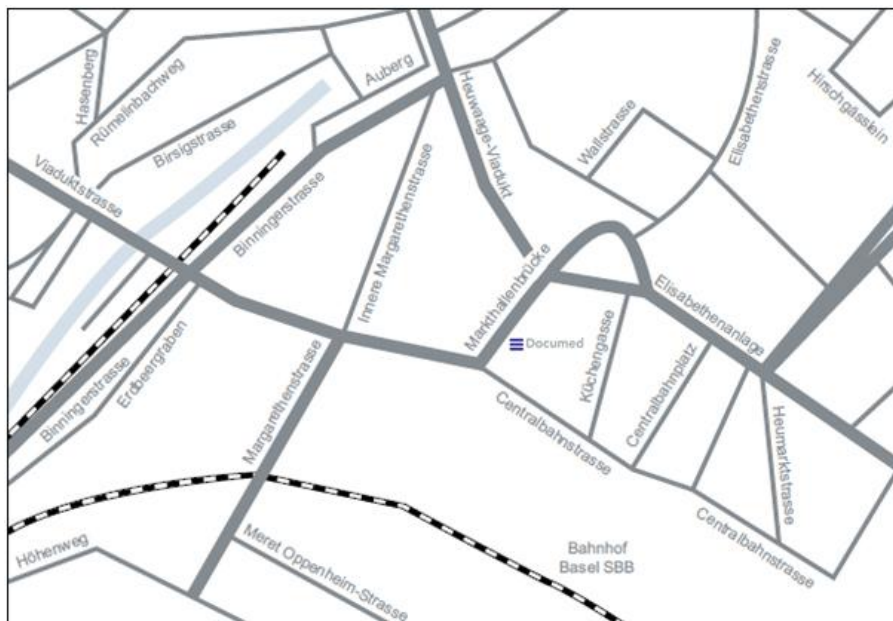 Hasenberg
Rümelinbachweg
Birsigstrasse
Auberg
Heuwaage-Viadukt
Wallstrasse
Elisabethenstrasse
Hirschgässlein
Viaduktstrasse
Binningerstrasse
Innere Margarethenstrasse
Markthallenbrücke
Elisabethenanlage
Documed
Küchengasse
Centralbahnplatz
Binningerstrasse
Erdbeergraben
Margarethenstrasse
Centralbahnstrasse
Heumarktstrasse
Centralbahnstrasse
Höhenweg
Meret Oppenheim-Strasse
Bahnhof
Basel SBB